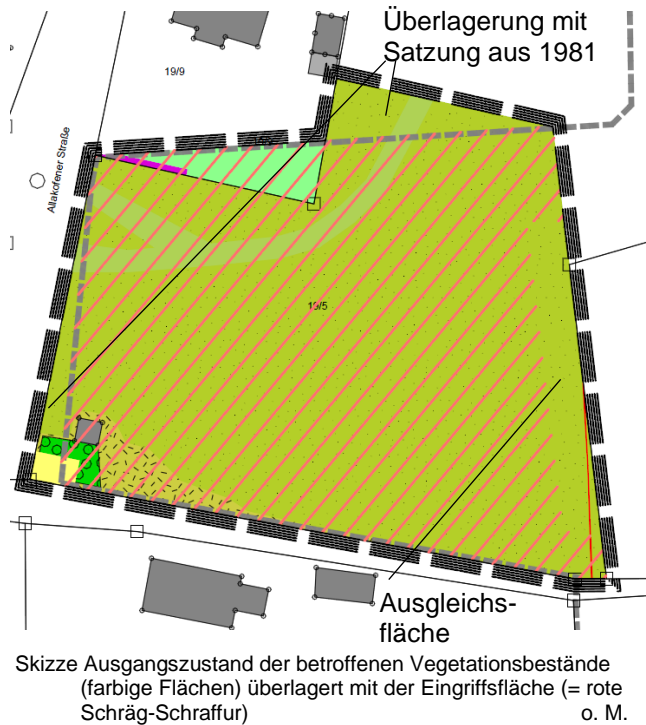 Überlagerung mit
Satzung aus 1981
19/9
Allakofener Straße
19/5
Ausgleichs-
fläche
Skizze Ausgangszustand der betroffenen Vegetationsbestände
(farbige Flächen) überlagert mit der Eingriffsfläche (= rote
Schräg-Schraffur) o. M.